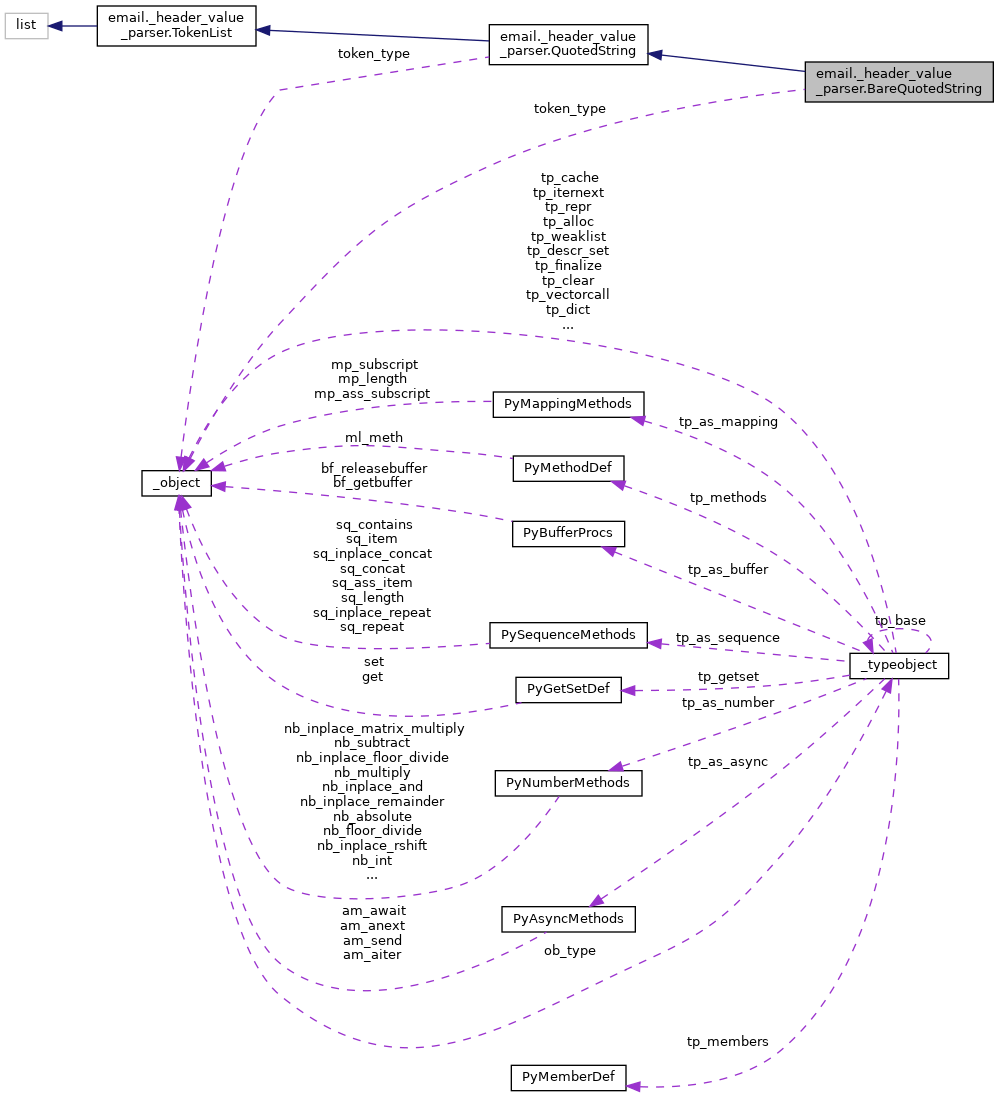 list
email._header_value
_parser.TokenList
email._header_value
_parser.QuotedString
email._header_value
_parser.BareQuotedString
token_type
token_type
tp_cache
tp_iternext
tp_repr
tp_alloc
tp_weaklist
tp_descr_set
tp_finalize
tp_clear
tp_vectorcall
tp_dict
...
mp_subscript
mp_length
mp_ass_subscript
PyMappingMethods
tp_as_mapping
ml_meth
PyMethodDef
tp_methods
_object
bf_releasebuffer
bf_getbuffer
PyBufferProcs
tp_as_buffer
sq_contains
sq_item
sq_inplace_concat
sq_concat
sq_ass_item
sq_length
sq_inplace_repeat
sq_repeat
PySequenceMethods
tp_as_sequence
tp_base
_typeobject
set
get
PyGetSetDef
tp_getset
tp_as_number
nb_inplace_matrix_multiply
nb_subtract
nb_inplace_floor_divide
nb_multiply
nb_inplace_and
nb_inplace_remainder
nb_absolute
nb_floor_divide
nb_inplace_rshift
nb_int
...
PyNumberMethods
tp_as_async
am_await
am_anext
am_send
am_aiter
PyAsyncMethods
ob_type
tp_members
PyMemberDef